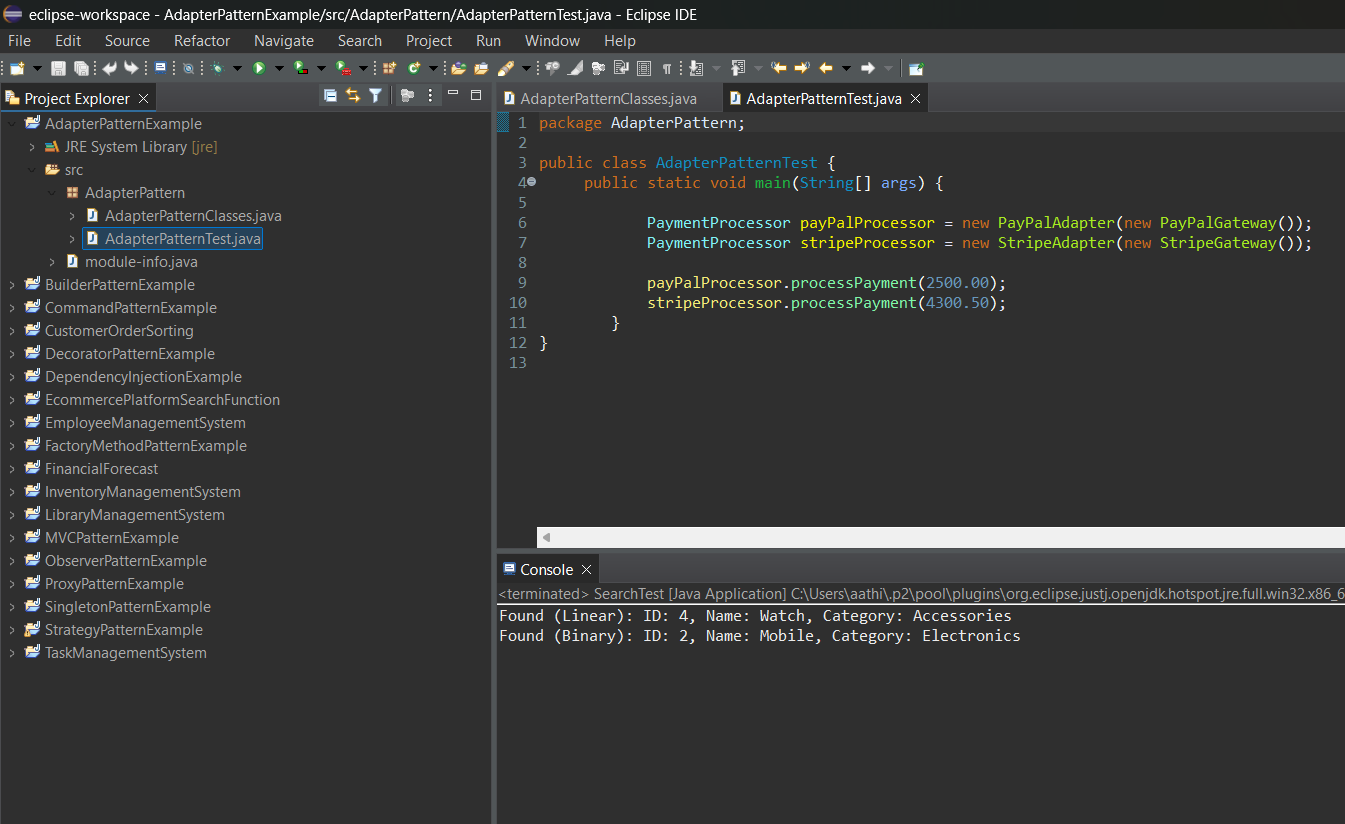 eclipse-workspace - AdapterPatternExample/src/AdapterPattern/AdapterPatternTest.java - Eclipse IDE
File Edit Source Refactor Navigate Search Project Run Window Help
Project Explorer
AdapterPatternExample
JRE System Library [jre]
src
AdapterPattern
AdapterPatternClasses.java
AdapterPatternTest.java
module-info.java
BuilderPatternExample
CommandPatternExample
CustomerOrderSorting
DecoratorPatternExample
DependencyInjectionExample
EcommercePlatformSearchFunction
EmployeeManagementSystem
FactoryMethodPatternExample
FinancialForecast
InventoryManagementSystem
LibraryManagementSystem
MVCPatternExample
ObserverPatternExample
ProxyPatternExample
SingletonPatternExample
StrategyPatternExample
TaskManagementSystem
AdapterPatternClasses.java AdapterPatternTest.java
1 package AdapterPattern;
2
3 public class AdapterPatternTest {
4 public static void main(String[] args) {
5
6 PaymentProcessor payPalProcessor = new PayPalAdapter(new PayPalGateway());
7 PaymentProcessor stripeProcessor = new StripeAdapter(new StripeGateway());
8
9 payPalProcessor.processPayment(2500.00);
10 stripeProcessor.processPayment(4300.50);
11 }
12 }
13
Console
<terminated> SearchTest [Java Application] C:\Users\aathi\.p2\pool\plugins\org.eclipse.justj.openjdk.hotspot.jre.full.win32.x86_6
Found (Linear): ID: 4, Name: Watch, Category: Accessories
Found (Binary): ID: 2, Name: Mobile, Category: Electronics